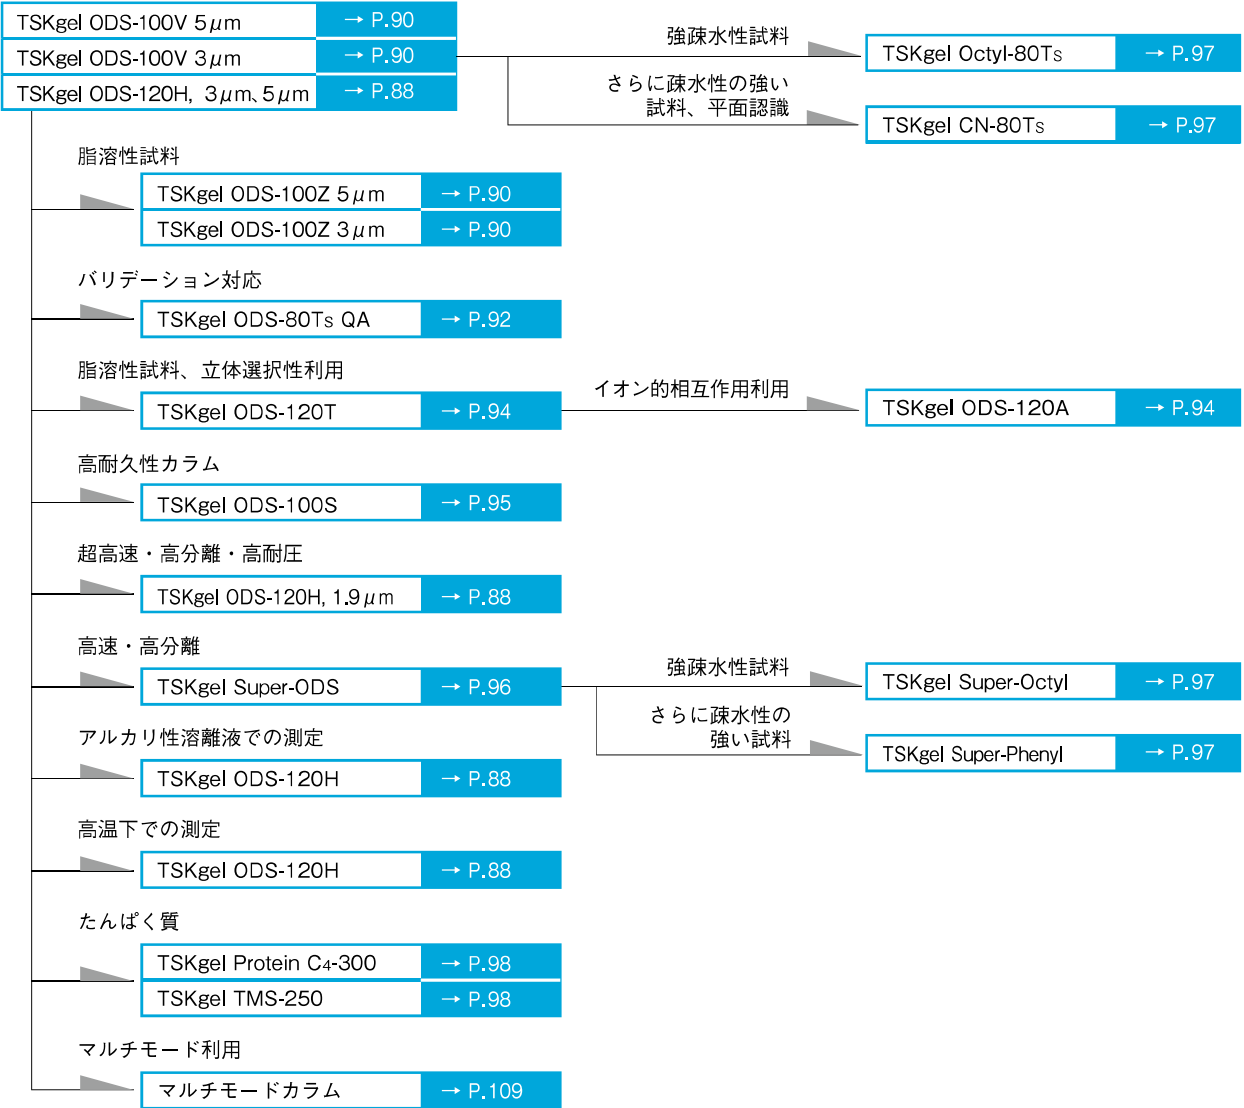 TSKgel ODS-100V 5μm → P.90
TSKgel ODS-100V 3μm → P.90
TSKgel ODS-120H, 3μm、5μm → P.88
強疎水性試料
TSKgel Octyl-80Ts → P.97
さらに疎水性の強い
試料、平面認識
TSKgel CN-80Ts → P.97
脂溶性試料
TSKgel ODS-100Z 5μm → P.90
TSKgel ODS-100Z 3μm → P.90
バリデーション対応
TSKgel ODS-80Ts QA → P.92
脂溶性試料、立体選択性利用
TSKgel ODS-120T → P.94
イオン的相互作用利用
TSKgel ODS-120A → P.94
高耐久性カラム
TSKgel ODS-100S → P.95
超高速・高分離・高耐圧
TSKgel ODS-120H, 1.9μm → P.88
高速・高分離
TSKgel Super-ODS → P.96
強疎水性試料
TSKgel Super-Octyl → P.97
さらに疎水性の
強い試料
TSKgel Super-Phenyl → P.97
アルカリ性溶離液での測定
TSKgel ODS-120H → P.88
高温下での測定
TSKgel ODS-120H → P.88
たんぱく質
TSKgel Protein C4-300 → P.98
TSKgel TMS-250 → P.98
マルチモード利用
マルチモードカラム → P.109